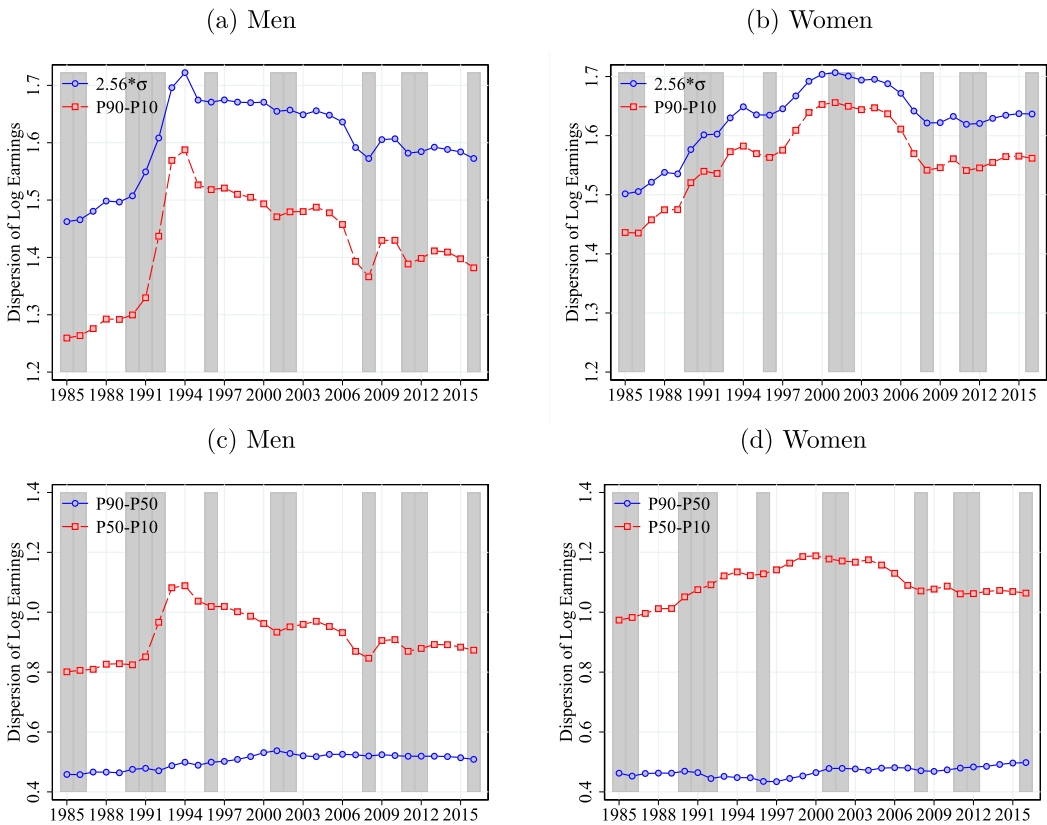 (a) Men
Dispersion of Log Earnings
1.2 1.3 1.4 1.5 1.6 1.7
2.56*σ
P90-P10
1985 1988 1991 1994 1997 2000 2003 2006 2009 2012 2015
(b) Women
Dispersion of Log Earnings
1.2 1.3 1.4 1.5 1.6 1.7
2.56*σ
P90-P10
1985 1988 1991 1994 1997 2000 2003 2006 2009 2012 2015
(c) Men
Dispersion of Log Earnings
0.4 0.6 0.8 1.0 1.2 1.4
P90-P50
P50-P10
1985 1988 1991 1994 1997 2000 2003 2006 2009 2012 2015
(d) Women
Dispersion of Log Earnings
0.4 0.6 0.8 1.0 1.2 1.4
P90-P50
P50-P10
1985 1988 1991 1994 1997 2000 2003 2006 2009 2012 2015